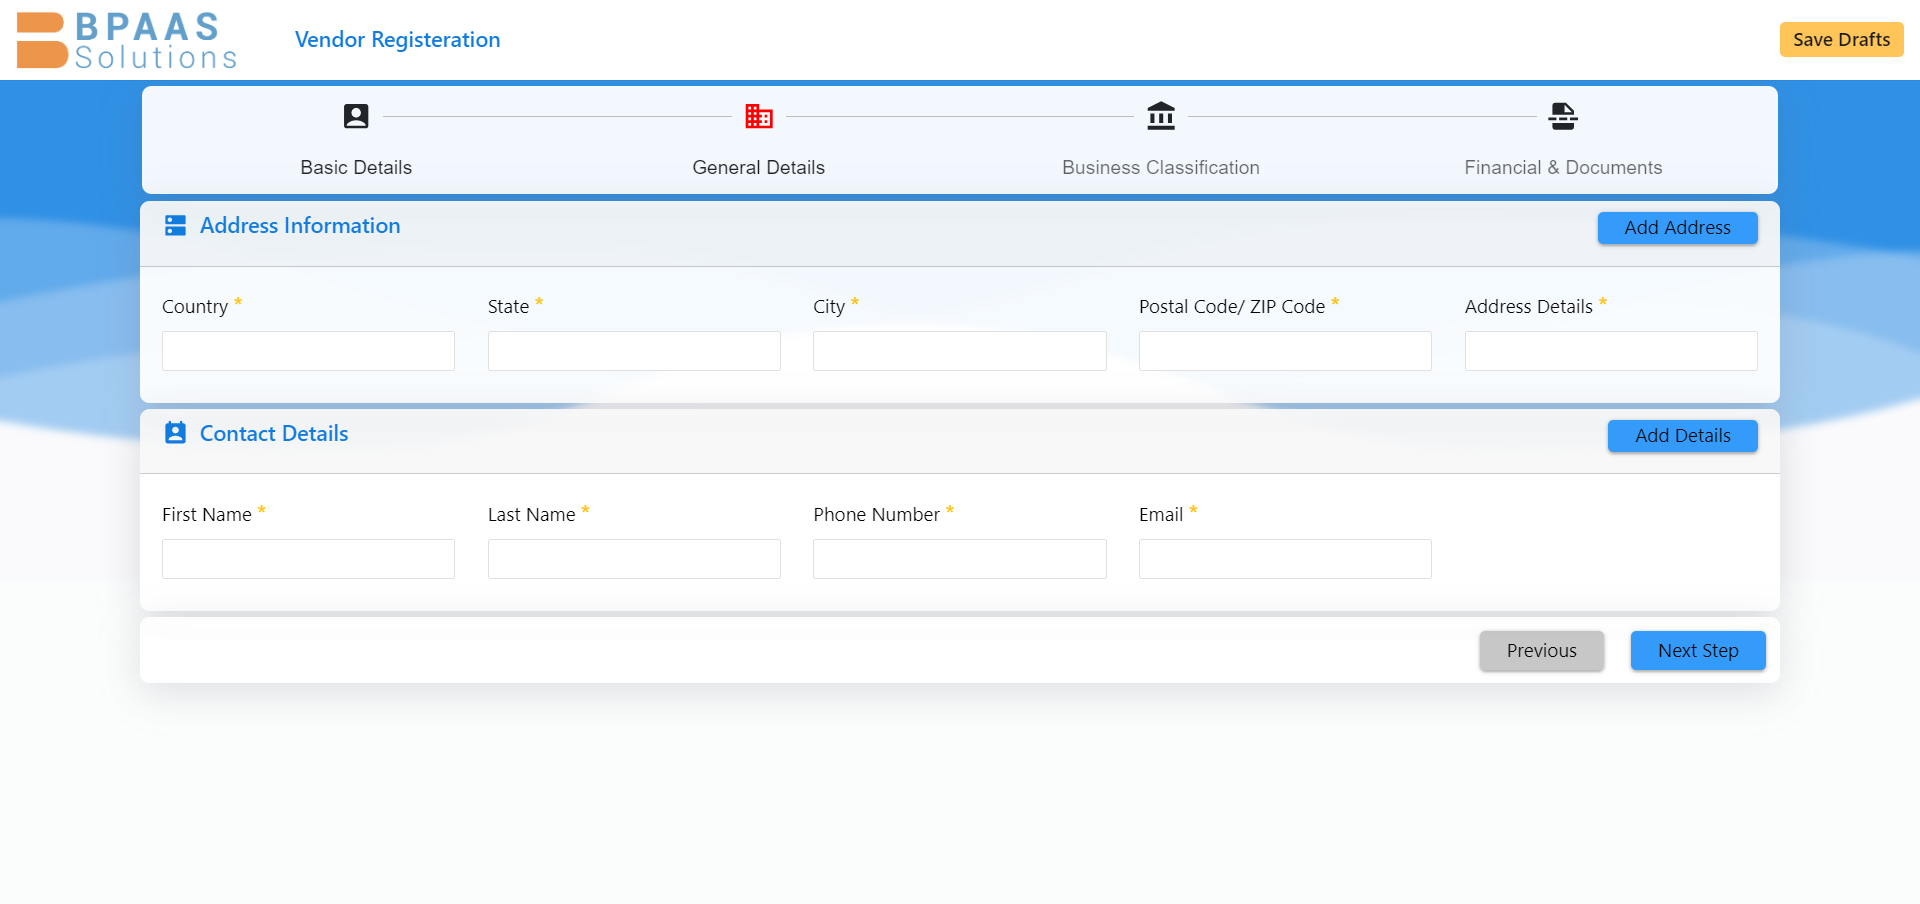 BPAAS
Solutions
Vendor Registeration
Save Drafts
Basic Details
General Details
Business Classification
Financial & Documents
Address Information
Add Address
Country *
State *
City *
Postal Code/ ZIP Code *
Address Details *
Contact Details
Add Details
First Name *
Last Name *
Phone Number *
Email *
Previous
Next Step